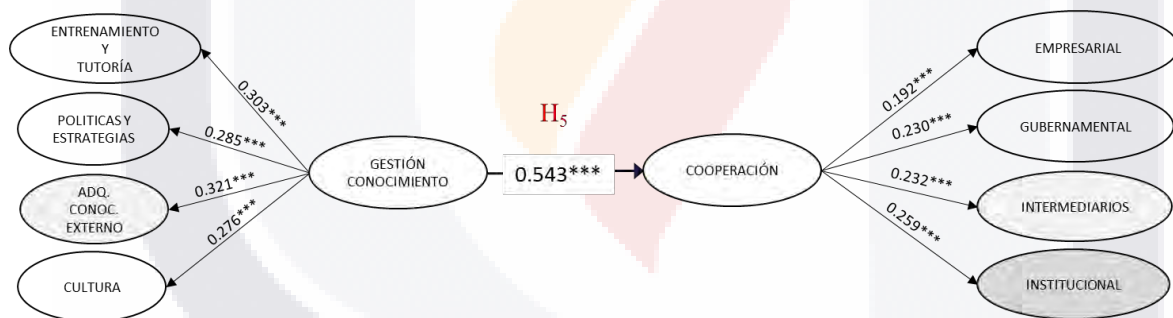 ENTRENAMIENTO
Y
TUTORÍA
POLITICAS Y
ESTRATEGIAS
ADQ.
CONOC.
EXTERNO
CULTURA
0.303***
0.285***
0.321***
0.276***
GESTIÓN
CONOCIMIENTO
H5
0.543***
COOPERACIÓN
0.192***
0.230***
0.232***
0.259***
EMPRESARIAL
GUBERNAMENTAL
INTERMEDIARIOS
INSTITUCIONAL